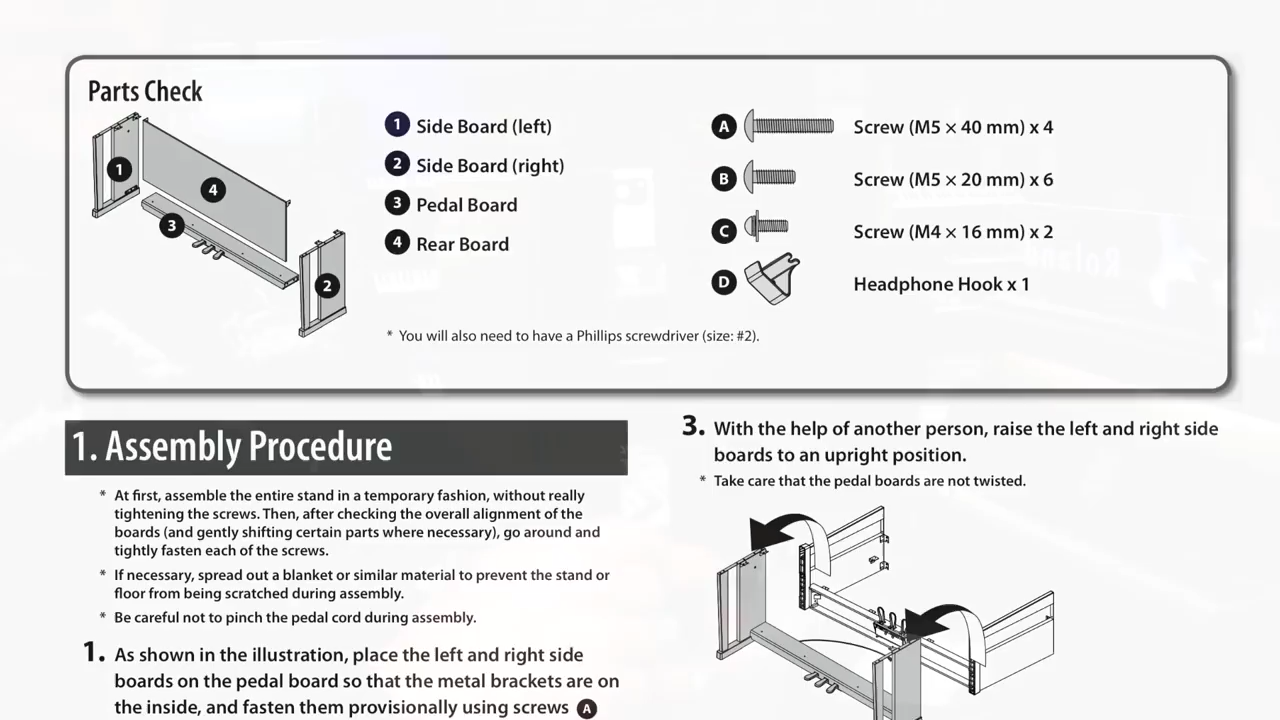 Parts Check
1 Side Board (left)
2 Side Board (right)
3 Pedal Board
4 Rear Board
A Screw (M5 × 40 mm) x 4
B Screw (M5 × 20 mm) x 6
C Screw (M4 × 16 mm) x 2
D Headphone Hook x 1
1
4
3
2
* You will also need to have a Phillips screwdriver (size: #2).
1. Assembly Procedure
* At first, assemble the entire stand in a temporary fashion, without really
tightening the screws. Then, after checking the overall alignment of the
boards (and gently shifting certain parts where necessary), go around and
tightly fasten each of the screws.
* If necessary, spread out a blanket or similar material to prevent the stand or
floor from being scratched during assembly.
* Be careful not to pinch the pedal cord during assembly.
1. As shown in the illustration, place the left and right side
boards on the pedal board so that the metal brackets are on
the inside, and fasten them provisionally using screws A
3. With the help of another person, raise the left and right side
boards to an upright position.
* Take care that the pedal boards are not twisted.
Roland